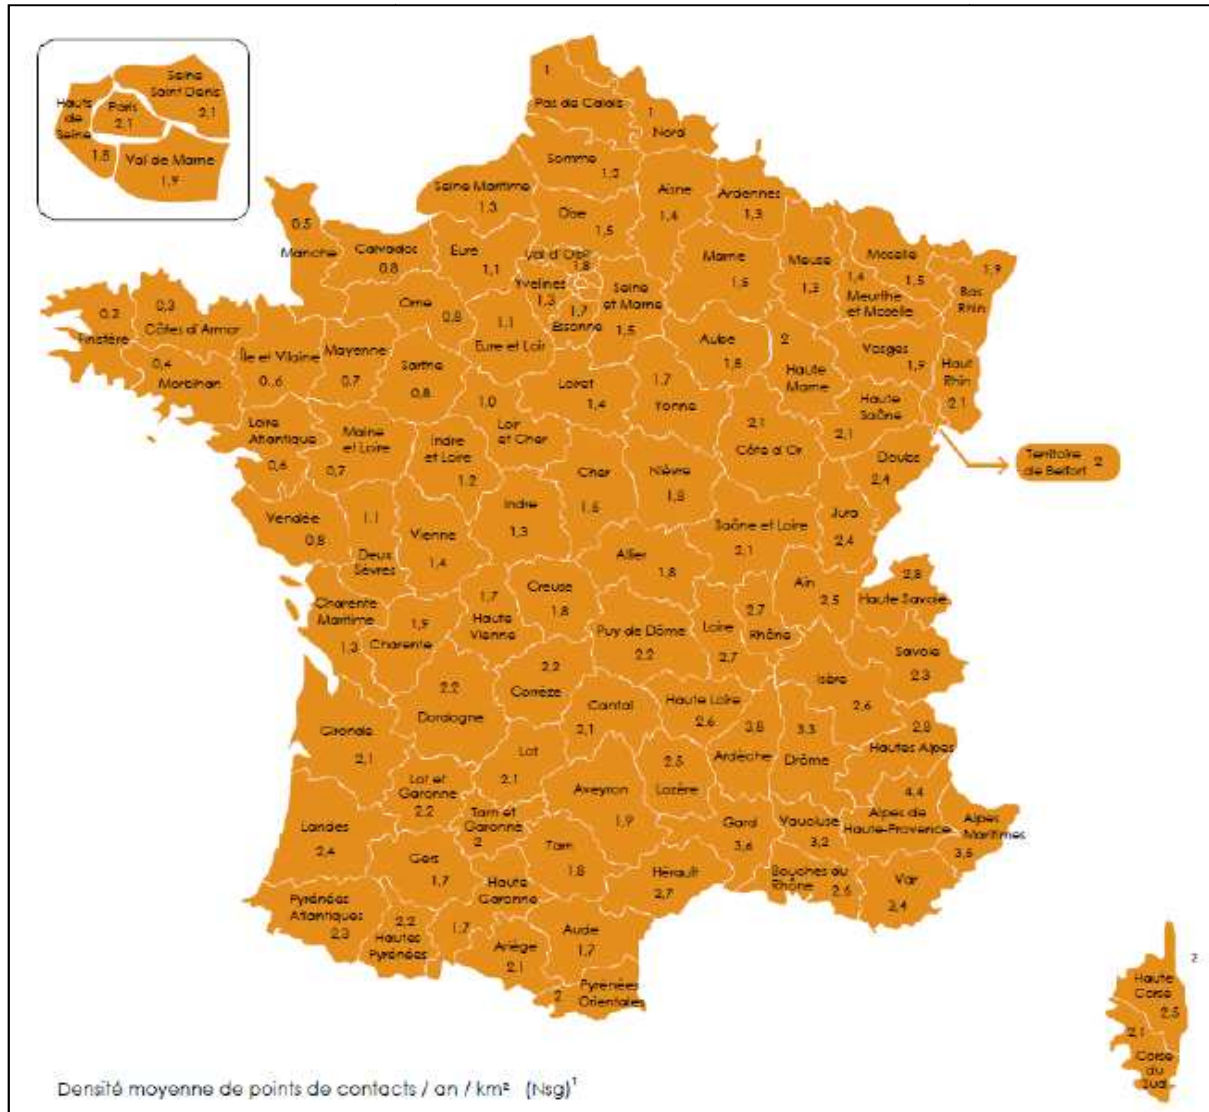 Seine
Saint Denis
2,1
Hauts
de
Seine
1,8
Paris
2,1
Val de Marne
1,9
1
Pas de Calais
1
Nord
Somme
1,2
Seine Maritime
1,3
Oise
1,5
Aisne
1,4
Ardennes
1,3
0,5
Manche
Calvados
0,8
Eure
1,1
Val d'Oise
1,8
Yvelines
1,3
1,7
Essonne
Seine
et Marne
1,5
Marne
1,5
Meuse
1,3
Moselle
1,5
1,4
Meurthe
et Moselle
1,9
Bas
Rhin
0,2
Finistère
0,3
Côtes d'Armor
0,4
Morbihan
Île et Vilaine
0,,6
Mayenne
0,7
Orne
0,8
Sarthe
0,8
1,1
Eure et Loir
Aube
1,8
2
Haute
Marne
Vosges
1,9
Haut
Rhin
2,1
Loire
Atlantique
0,6
Maine
et Loire
0,7
Indre
et Loire
1,2
1,0
Loir
et Cher
Loiret
1,4
1,7
Yonne
2,1
Côte d'Or
Haute
Saône
2,1
Territoire
de Belfort 2
Doubs
2,4
Vendée
0,8
1,1
Deux
Sèvres
Vienne
1,4
Indre
1,3
Cher
1,5
Nièvre
1,8
Saône et Loire
2,1
Jura
2,4
Allier
1,8
Creuse
1,8
1,7
Haute
Vienne
Charente
Maritime
1,3
1,9
Charente
Puy de Dôme
2,2
Loire
2,7
2,7
Rhône
Ain
2,5
2,8
Haute Savoie
Savoie
2,3
Isère
2,6
2,2
Corrèze
2,2
Dordogne
Cantal
2,1
Haute Loire
2,6
3,8
Ardèche
3,3
Drôme
2,8
Hautes Alpes
Gironde
2,1
Lot
2,1
Lot et
Garonne
2,2
Aveyron
1,9
2,5
Lozère
Tarn et
Garonne
2
4,4
Alpes de
Haute-Provence
Alpes
Maritimes
3,5
Landes
2,4
Gers
1,7
Tarn
1,8
Gard
3,6
Vaucluse
3,2
Hérault
2,7
Bouches au
Rhône 2,6
Var
3,4
Haute
Garonne
1,7
Pyrénées
Atlantiques
2,3
2,2
Hautes
Pyrénées
Ariège
2,1
Aude
1,7
2
Pyrénées
Orientales
2
Haute
Corse
2,5
2,1
Corse
du
Sud
Densité moyenne de points de contacts / an / km² (Nsg)¹